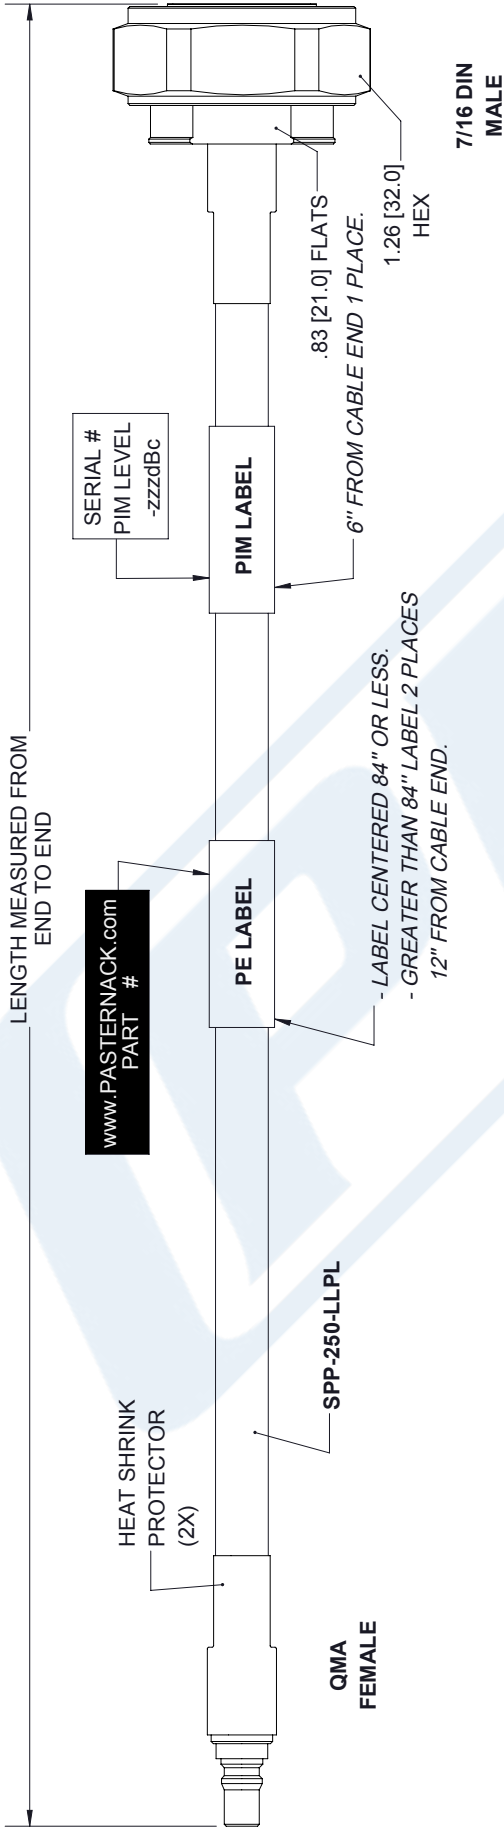 LENGTH MEASURED FROM
END TO END
HEAT SHRINK
PROTECTOR
(2X)
www.PASTERNACK.com
PART #
SERIAL #
PIM LEVEL
-zzzdBc
PE LABEL
PIM LABEL
.83 [21.0] FLATS
6" FROM CABLE END 1 PLACE.
1.26 [32.0]
HEX
- LABEL CENTERED 84" OR LESS.
- GREATER THAN 84" LABEL 2 PLACES
12" FROM CABLE END.
SPP-250-LLPL
QMA
FEMALE
7/16 DIN
MALE